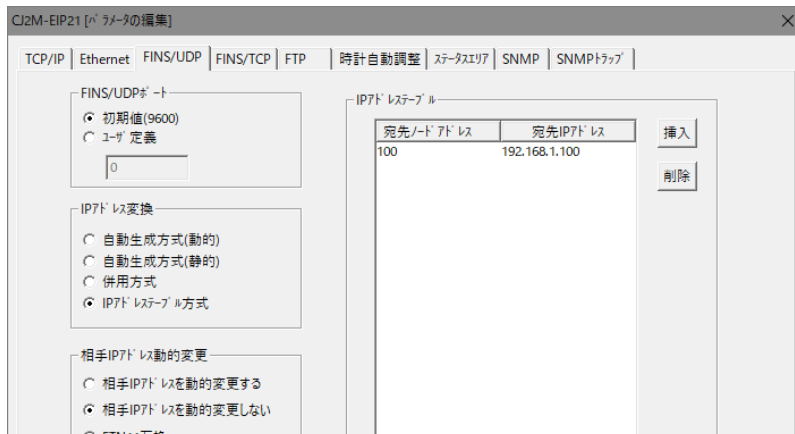 CJ2M-EIP21 [パラメータの編集]
TCP/IP Ethernet FINS/UDP FINS/TCP FTP 時計自動調整 ステータスエリア SNMP SNMPトラップ
FINS/UDPポート
初期値(9600)
ユーザ定義
0
IPアドレス変換
自動生成方式(動的)
自動生成方式(静的)
併用方式
IPアドレステーブル方式
相手IPアドレス動的変更
相手IPアドレスを動的変更する
相手IPアドレスを動的変更しない
IPアドレステーブル
宛先ノードアドレス 宛先IPアドレス
100 192.168.1.100
挿入
削除